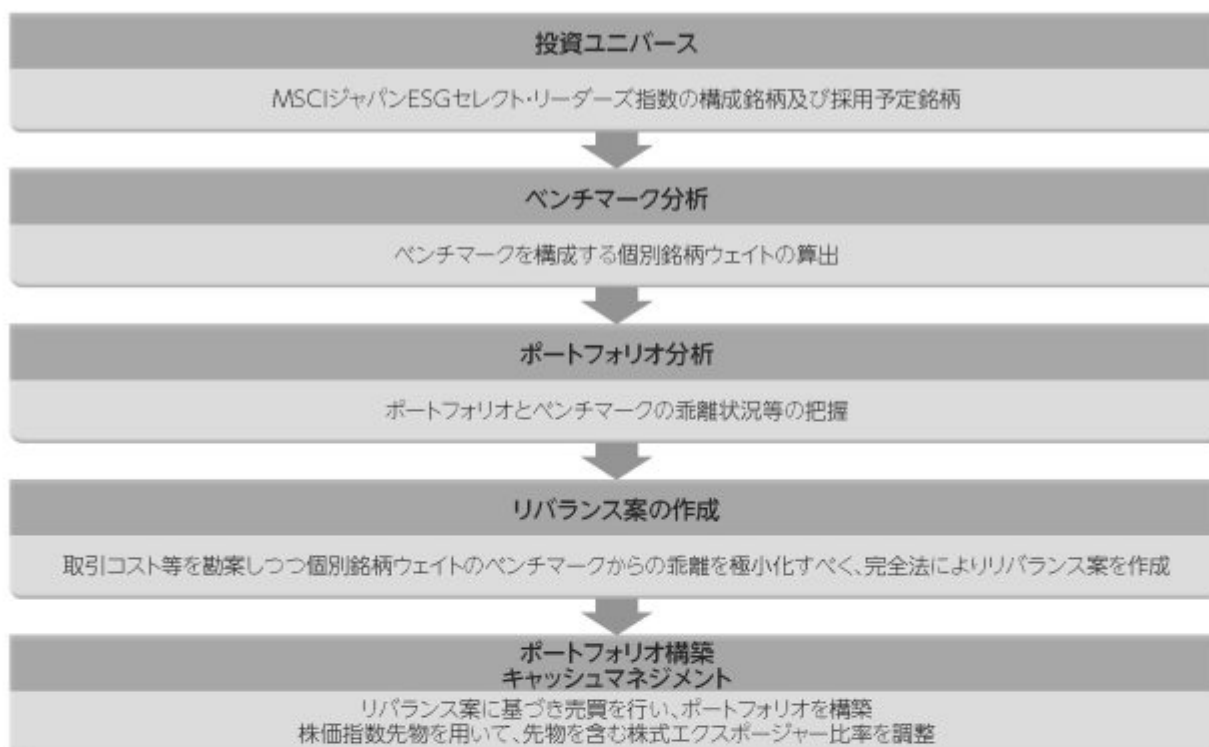 投資ユニバース
MSCIジャパンESGセレクト・リーダーズ指数の構成銘柄及び採用予定銘柄
ベンチマーク分析
ベンチマークを構成する個別銘柄ウェイトの算出
ポートフォリオ分析
ポートフォリオとベンチマークの乖離状況等の把握
リバランス案の作成
取引コスト等を勘案しつつ個別銘柄ウェイトのベンチマークからの乖離を極小化すべく、完全法によりリバランス案を作成
ポートフォリオ構築
キャッシュマネジメント
リバランス案に基づき売買を行い、ポートフォリオを構築
株価指数先物を用いて、先物を含む株式エクスポージャー比率を調整